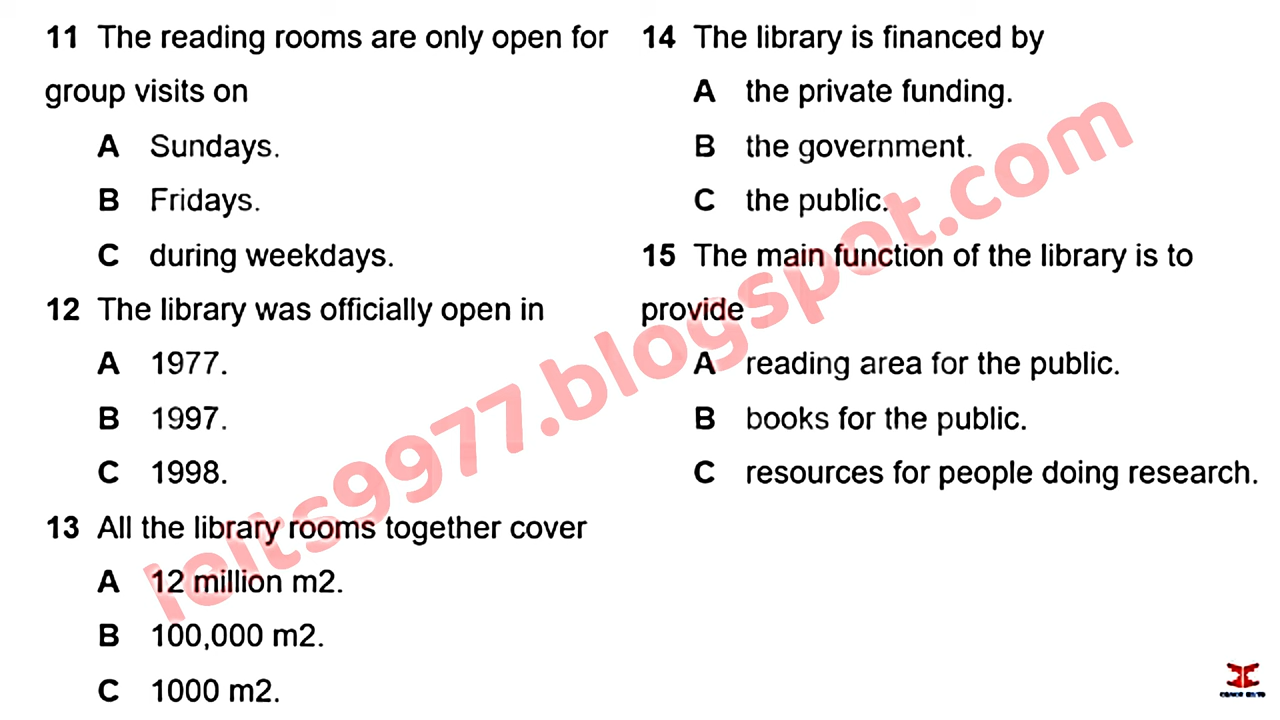 11 The reading rooms are only open for
group visits on
A Sundays.
B Fridays.
C during weekdays.
12 The library was officially open in
A 1977.
B 1997.
C 1998.
13 All the library rooms together cover
A 12 million m2.
B 100,000 m2.
C 1000 m2.
14 The library is financed by
A the private funding.
B the government.
C the public.
15 The main function of the library is to
provide
A reading area for the public.
B books for the public.
C resources for people doing research.
ielts9977.blogspot.com